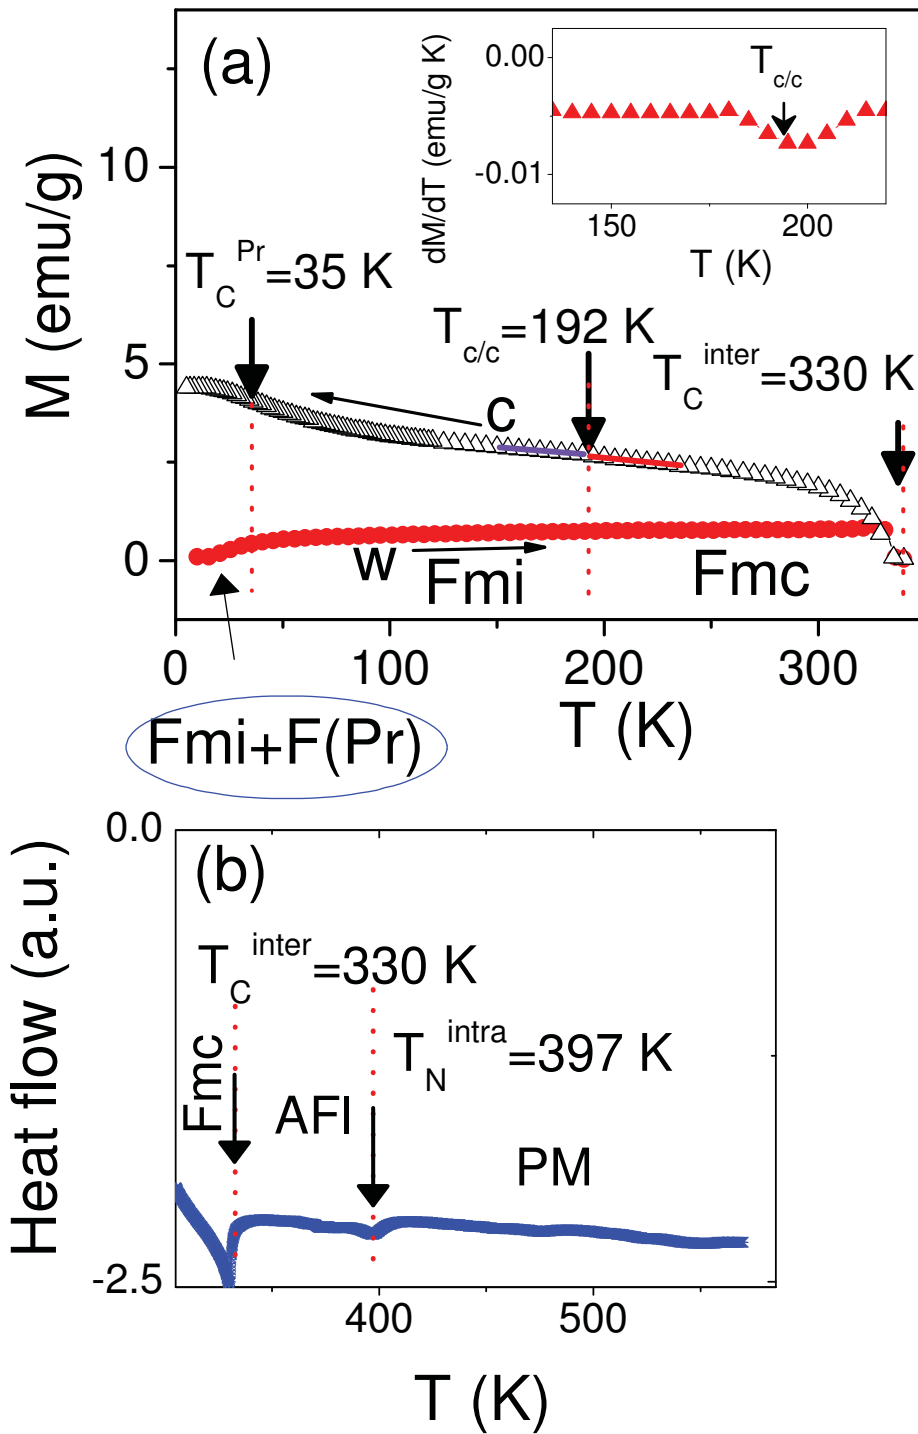 (a)
M (emu/g)
10
5
0
0.00
-0.01
dM/dT (emu/g K)
T_{c/c}
150 200
T (K)
T_C^{Pr}=35 K
T_{c/c}=192 K
T_C^{inter}=330 K
C
W
Fmi
Fmc
0 100 200 300
T (K)
Fmi+F(Pr)
(b)
Heat flow (a.u.)
0.0
-2.5
T_C^{inter}=330 K
T_N^{intra}=397 K
Fmc
AFI
PM
400 500
T (K)